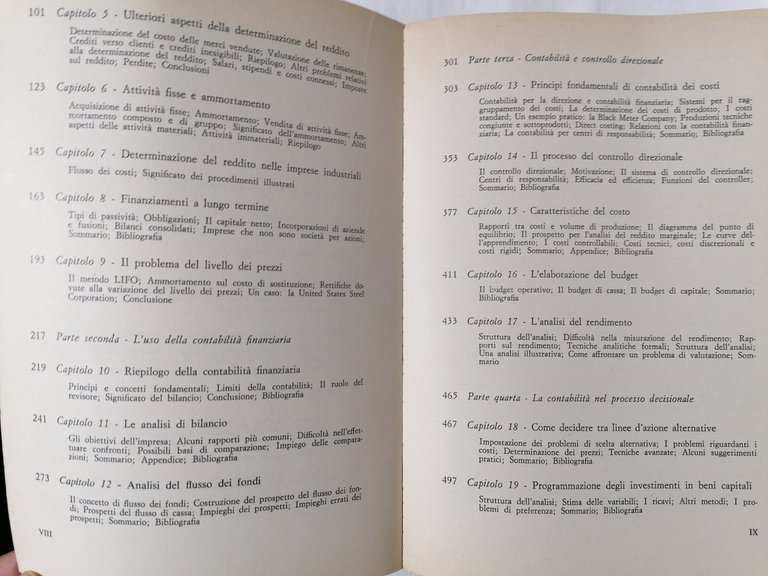 101 Capitolo 5 - Ulteriori aspetti della determinazione del reddito
Determinazione del costo delle merci vendute; Valutazione delle rimanenze;
Crediti verso clienti e crediti inesigibili; Riepilogo; Altri problemi relativi
alla determinazione del reddito; Salari, stipendi e costi connessi; Imposte
sul reddito; Perdite; Conclusioni
123 Capitolo 6 - Attività fisse e ammortamento
Acquisizione di attività fisse; Ammortamento; Vendita di attività fisse; Am-
mortamento composto e di gruppo; Significato dell'ammortamento; Altri
aspetti delle attività materiali; Attività immateriali; Riepilogo
145 Capitolo 7 - Determinazione del reddito nelle imprese industriali
Flusso dei costi; Significato dei procedimenti illustrati
163 Capitolo 8 - Finanziamenti a lungo termine
Tipi di passività; Obbligazioni; Il capitale netto; Incorporazioni di aziende
e fusioni; Bilanci consolidati; Imprese che non sono società per azioni;
Sommario; Bibliografia
193 Capitolo 9 - Il problema del livello dei prezzi
Il metodo LIFO; Ammortamento sul costo di sostituzione; Rettifiche do-
vute alla variazione del livello dei prezzi; Un caso: la United States Steel
Corporation; Conclusione
217 Parte seconda - L'uso della contabilità finanziaria
219 Capitolo 10 - Riepilogo della contabilità finanziaria
Principi e concetti fondamentali; Limiti della contabilità; Il ruolo del
revisore; Significato del bilancio; Conclusione; Bibliografia
241 Capitolo 11 - Le analisi di bilancio
Gli obiettivi dell'impresa; Alcuni rapporti più comuni; Difficoltà nell'effet-
tuare confronti; Possibili basi di comparazione; Impiego delle compara-
zioni; Sommario; Appendice; Bibliografia
273 Capitolo 12 - Analisi del flusso dei fondi
Il concetto di flusso dei fondi; Costruzione del prospetto del flusso dei fon-
di; Prospetti del flusso di cassa; Impieghi dei prospetti; Impieghi errati dei
prospetti; Sommario; Bibliografia
VIII
301 Parte terza - Contabilità e controllo direzionale
303 Capitolo 13 - Principi fondamentali di contabilità dei costi
Contabilità per la direzione e contabilità finanziaria; Sistemi per il rag-
gruppamento dei costi; La determinazione dei costi di prodotto; I costi
standard; Un esempio pratico: la Black Meter Company; Produzioni tecniche
congiunte e sottoprodotti; Direct costing; Relazioni con la contabilità finan-
ziaria; La contabilità per centri di responsabilità; Sommario; Bibliografia
353 Capitolo 14 - Il processo del controllo direzionale
Il controllo direzionale; Motivazione; Il sistema di controllo direzionale;
Centri di responsabilità; Efficacia ed efficienza; Funzioni del controller;
Sommario; Bibliografia
377 Capitolo 15 - Caratteristiche del costo
Rapporti tra costi e volume di produzione; Il diagramma del punto di
equilibrio; Il prospetto per l'analisi del reddito marginale; Le curve del-
l'apprendimento; I costi controllabili; Costi tecnici, costi discrezionali e
costi rigidi; Sommario; Appendice; Bibliografia
411 Capitolo 16 - L'elaborazione del budget
Il budget operativo; Il budget di cassa; Il budget di capitale; Sommario;
Bibliografia
433 Capitolo 17 - L'analisi del rendimento
Struttura dell'analisi; Difficoltà nella misurazione del rendimento; Rap-
porti sul rendimento; Tecniche analitiche formali; Struttura dell'analisi;
Una analisi illustrativa; Come affrontare un problema di valutazione; Som-
mario
465 Parte quarta - La contabilità nel processo decisionale
467 Capitolo 18 - Come decidere tra linee d'azione alternative
Impostazione dei problemi di scelta alternativa; I problemi riguardanti i
costi; Determinazione dei prezzi; Tecniche avanzate; Alcuni suggerimenti
pratici; Sommario; Bibliografia
497 Capitolo 19 - Programmazione degli investimenti in beni capitali
Struttura dell'analisi; Stima delle variabili; I ricavi; Altri metodi; I pro-
blemi di preferenza; Sommario; Bibliografia
IX